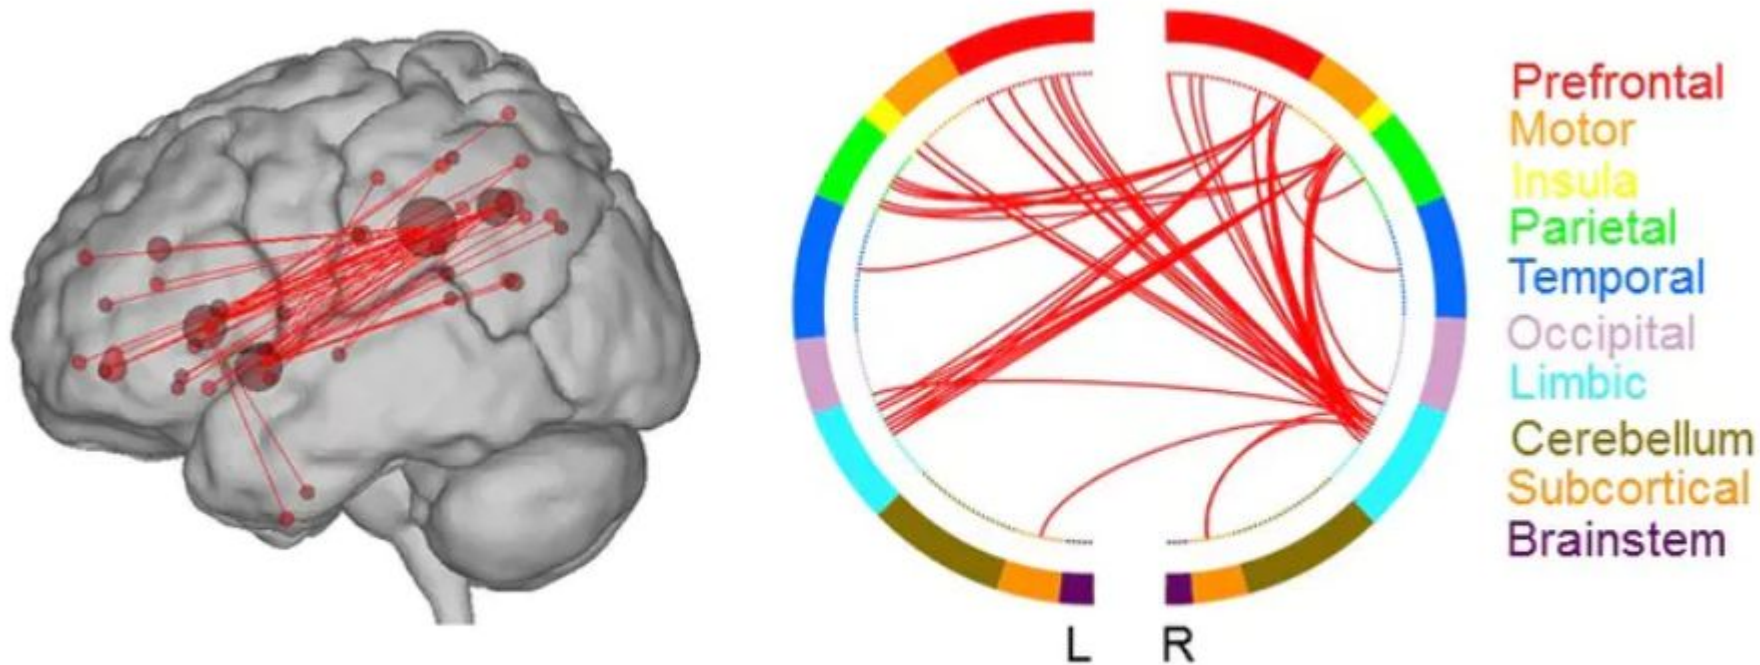 Prefrontal
Motor
Insula
Parietal
Temporal
Occipital
Limbic
Cerebellum
Subcortical
Brainstem
L R